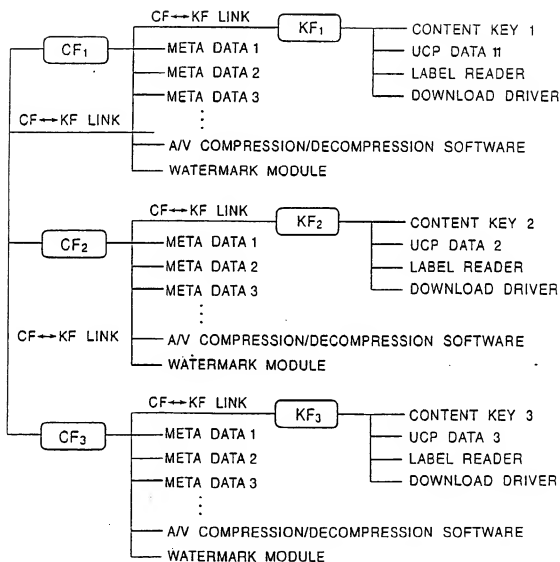 CF↔KF LINK
KF1
CONTENT KEY 1
UCP DATA 11
LABEL READER
DOWNLOAD DRIVER
CF1
META DATA 1
META DATA 2
META DATA 3
CF↔KF LINK
A/V COMPRESSION/DECOMPRESSION SOFTWARE
WATERMARK MODULE
CF↔KF LINK
KF2
CONTENT KEY 2
UCP DATA 2
LABEL READER
DOWNLOAD DRIVER
CF2
META DATA 1
META DATA 2
META DATA 3
CF↔KF LINK
A/V COMPRESSION/DECOMPRESSION SOFTWARE
WATERMARK MODULE
CF↔KF LINK
KF3
CONTENT KEY 3
UCP DATA 3
LABEL READER
DOWNLOAD DRIVER
CF3
META DATA 1
META DATA 2
META DATA 3
A/V COMPRESSION/DECOMPRESSION SOFTWARE
WATERMARK MODULE